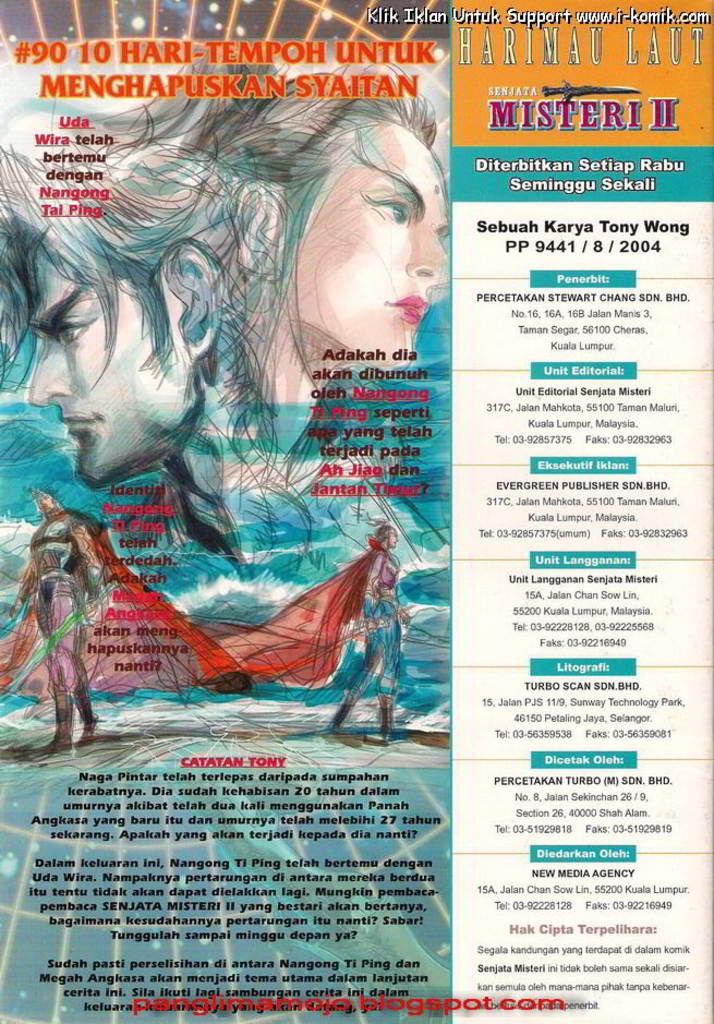 Klik Iklan Untuk Support www.i-komik.com
#90 10 HARI-TEMPOH UNTUK
MENGHAPUSKAN SYAITAN
Uda
Wira telah
bertemu
dengan
Nangong
Tai Ping.
Adakah dia
akan dibunuh
oleh Nangong
Ti Ping seperti
apa yang telah
terjadi pada
Ah Jiao dan
Jantan Timur?
Identiti
Nangong
Ti Ping
telah
terdedah.
Adakah
Megah
Angkasa
akan meng-
hapuskannya
nanti?
CATATAN TONY
Naga Pintar telah terlepas daripada sumpahan
kerabatnya. Dia sudah kehabisan 20 tahun dalam
umurnya akibat telah dua kali menggunakan Panah
Angkasa yang baru itu dan umurnya telah melebihi 27 tahun
sekarang. Apakah yang akan terjadi kepada dia nanti?
Dalam keluaran ini, Nangong Ti Ping telah bertemu dengan
Uda Wira. Nampaknya pertarungan di antara mereka berdua
itu tentu tidak akan dapat dielakkan lagi. Mungkin pembaca-
pembaca SENJATA MISTERI II yang bestari akan bertanya,
bagaimana kesudahannya pertarungan itu nanti? Sabar!
Tunggulah sampai minggu depan ya?
Sudah pasti perselisihan di antara Nangong Ti Ping dan
Megah Angkasa akan menjadi tema utama dalam lanjutan
cerita ini. Sila ikuti lagi sambungan cerita ini dalam
keluaran yang akan datang, ya?
panglimamojo.blogspot.com
HARIMAU LAUT
SENJATA
MISTERI II
Diterbitkan Setiap Rabu
Seminggu Sekali
Sebuah Karya Tony Wong
PP 9441 / 8 / 2004
Penerbit:
PERCETAKAN STEWART CHANG SDN. BHD.
No.16, 16A, 16B Jalan Manis 3,
Taman Segar, 56100 Cheras,
Kuala Lumpur.
Unit Editorial:
Unit Editorial Senjata Misteri
317C, Jalan Mahkota, 55100 Taman Maluri,
Kuala Lumpur, Malaysia.
Tel: 03-92857375 Faks: 03-92832963
Eksekutif Iklan:
EVERGREEN PUBLISHER SDN.BHD.
317C, Jalan Mahkota, 55100 Taman Maluri,
Kuala Lumpur, Malaysia.
Tel: 03-92857375(umum) Faks: 03-92832963
Unit Langganan:
Unit Langganan Senjata Misteri
15A, Jalan Chan Sow Lin,
55200 Kuala Lumpur, Malaysia.
Tel: 03-92228128, 03-92225568
Faks: 03-92216949
Litografi:
TURBO SCAN SDN.BHD.
15, Jalan PJS 11/9, Sunway Technology Park,
46150 Petaling Jaya, Selangor.
Tel: 03-56359538 Faks: 03-56359081
Dicetak Oleh:
PERCETAKAN TURBO (M) SDN. BHD.
No. 8, Jalan Sekinchan 26 / 9,
Section 26, 40000 Shah Alam.
Tel: 03-51929818 Faks: 03-51929819
Diedarkan Oleh:
NEW MEDIA AGENCY
15A, Jalan Chan Sow Lin, 55200 Kuala Lumpur.
Tel: 03-92228128 Faks: 03-92216949
Hak Cipta Terpelihara:
Segala kandungan yang terdapat di dalam komik
Senjata Misteri ini tidak boleh sama sekali disiar-
kan semula oleh mana-mana pihak tanpa kebenar-
penerbit.